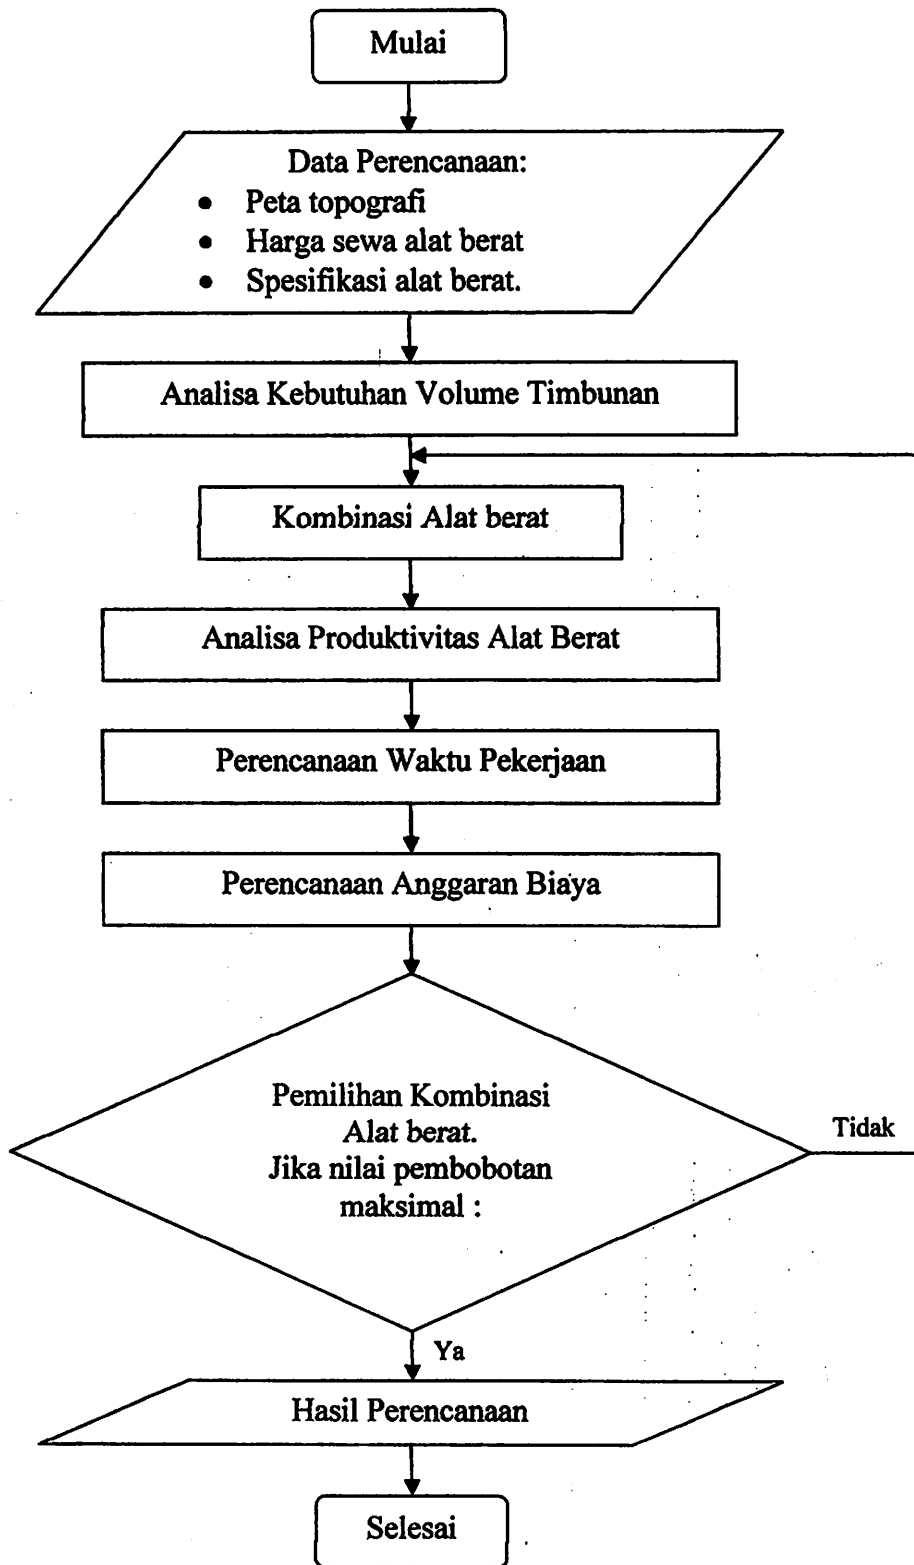 Mulai
Data Perencanaan:
• Peta topografi
• Harga sewa alat berat
• Spesifikasi alat berat.
Analisa Kebutuhan Volume Timbunan
Kombinasi Alat berat
Analisa Produktivitas Alat Berat
Perencanaan Waktu Pekerjaan
Perencanaan Anggaran Biaya
Pemilihan Kombinasi
Alat berat.
Jika nilai pembobotan
maksimal :
Tidak
Ya
Hasil Perencanaan
Selesai